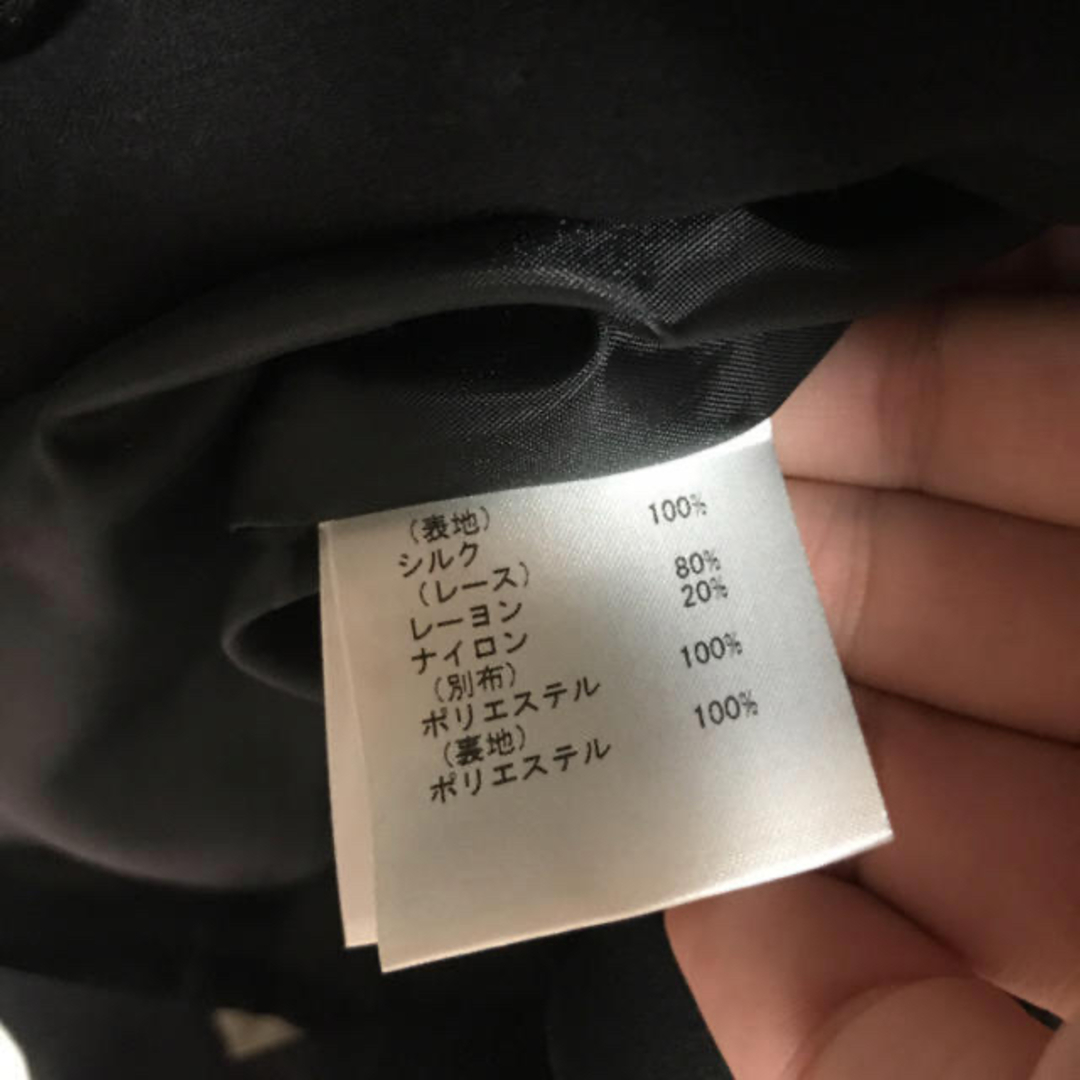 (表地)
シルク 100%
(レース)
レーヨン 80%
ナイロン 20%
(別布)
ポリエステル 100%
(裏地)
ポリエステル 100%